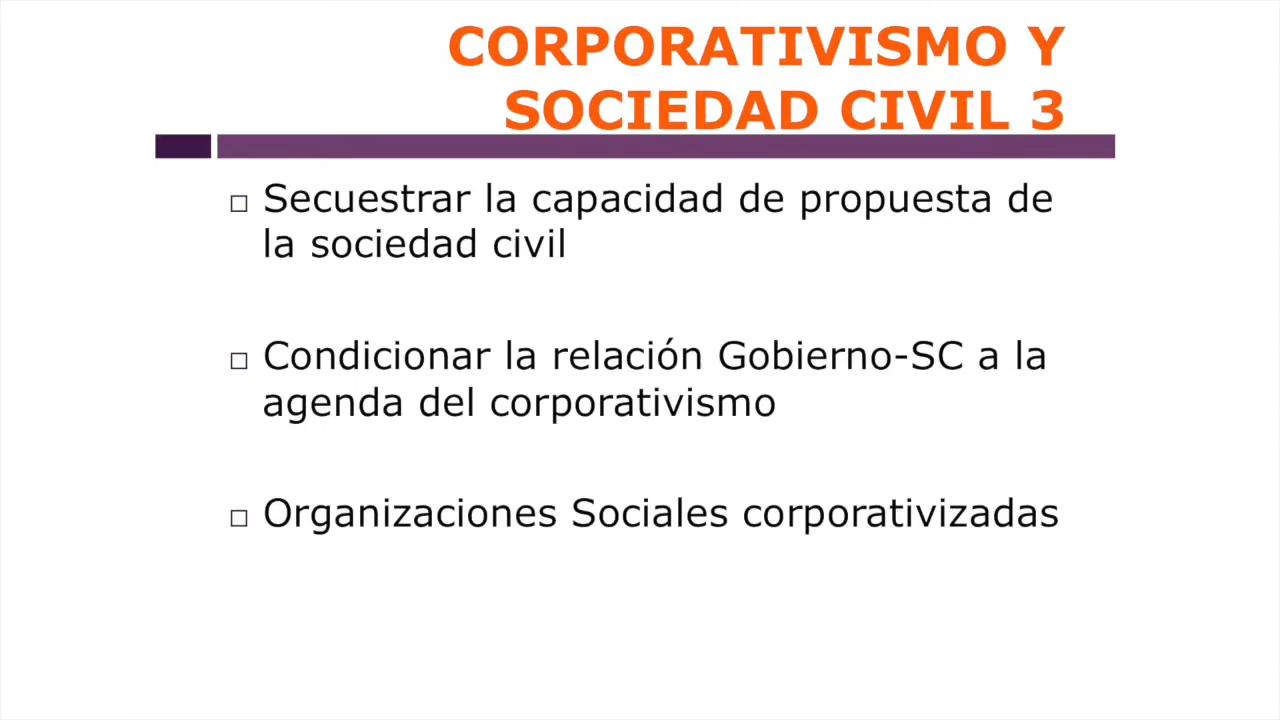 CORPORATIVISMO Y
SOCIEDAD CIVIL 3
□ Secuestrar la capacidad de propuesta de
la sociedad civil
□ Condicionar la relación Gobierno-SC a la
agenda del corporativismo
□ Organizaciones Sociales corporativizadas